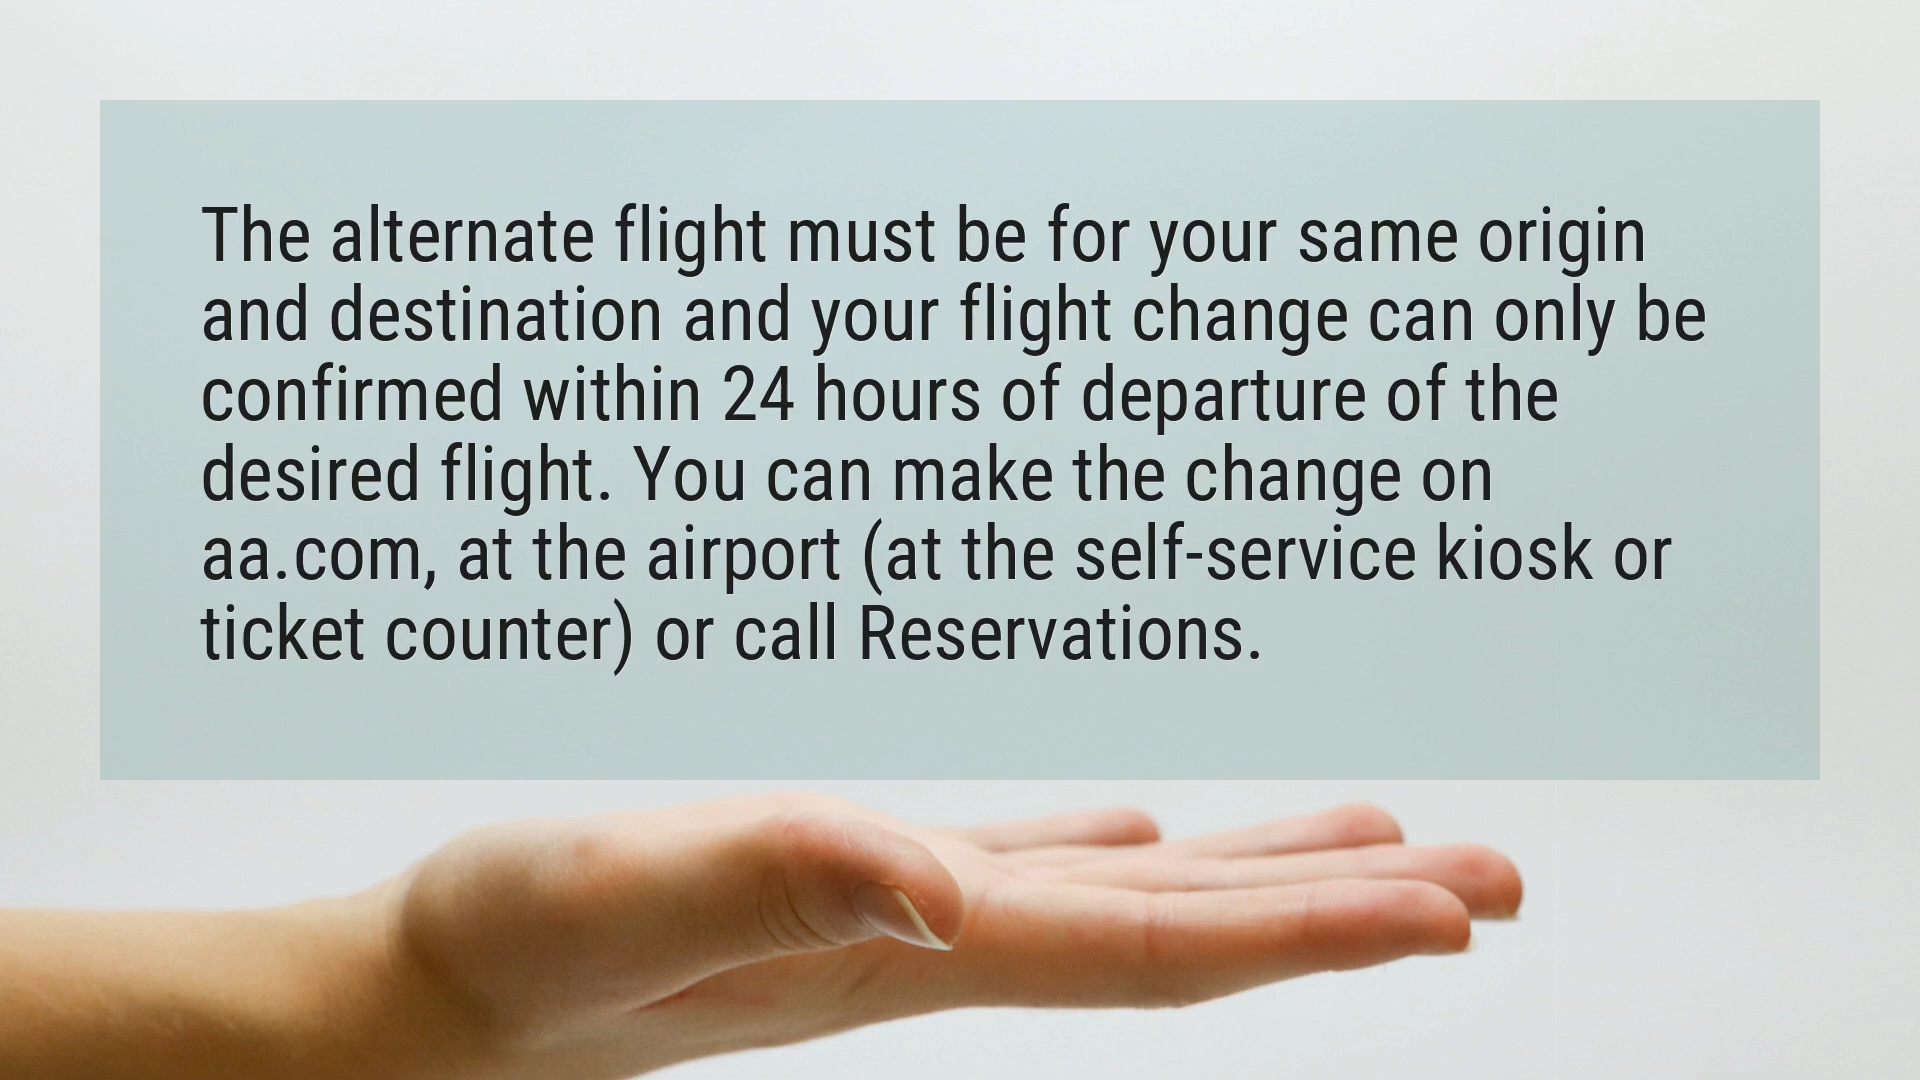 The alternate flight must be for your same origin
and destination and your flight change can only be
confirmed within 24 hours of departure of the
desired flight. You can make the change on
aa.com, at the airport (at the self-service kiosk or
ticket counter) or call Reservations.